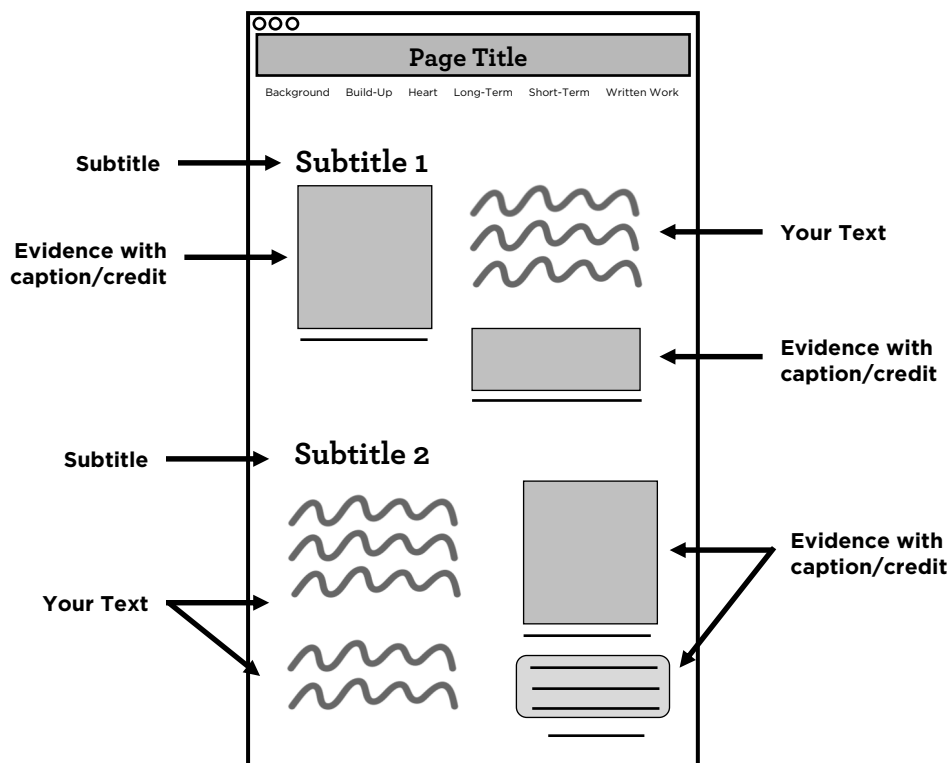 Page Title
Background Build-Up Heart Long-Term Short-Term Written Work
Subtitle
Subtitle 1
Evidence with
caption/credit
Your Text
Evidence with
caption/credit
Subtitle
Subtitle 2
Your Text
Evidence with
caption/credit